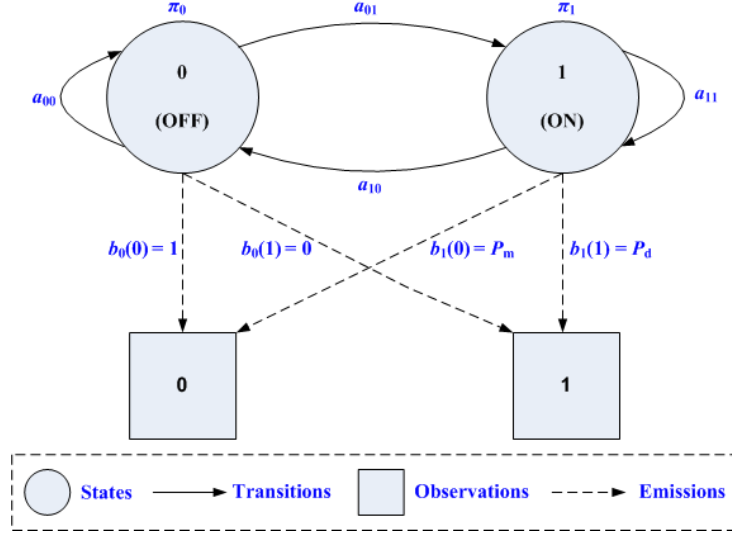 π₀ a₀₁ π₁
0 1
a₀₀ (OFF) (ON) a₁₁
a₁₀
b₀(0) = 1 b₀(1) = 0 b₁(0) = Pₘ b₁(1) = P_d
0 1
States Transitions Observations Emissions